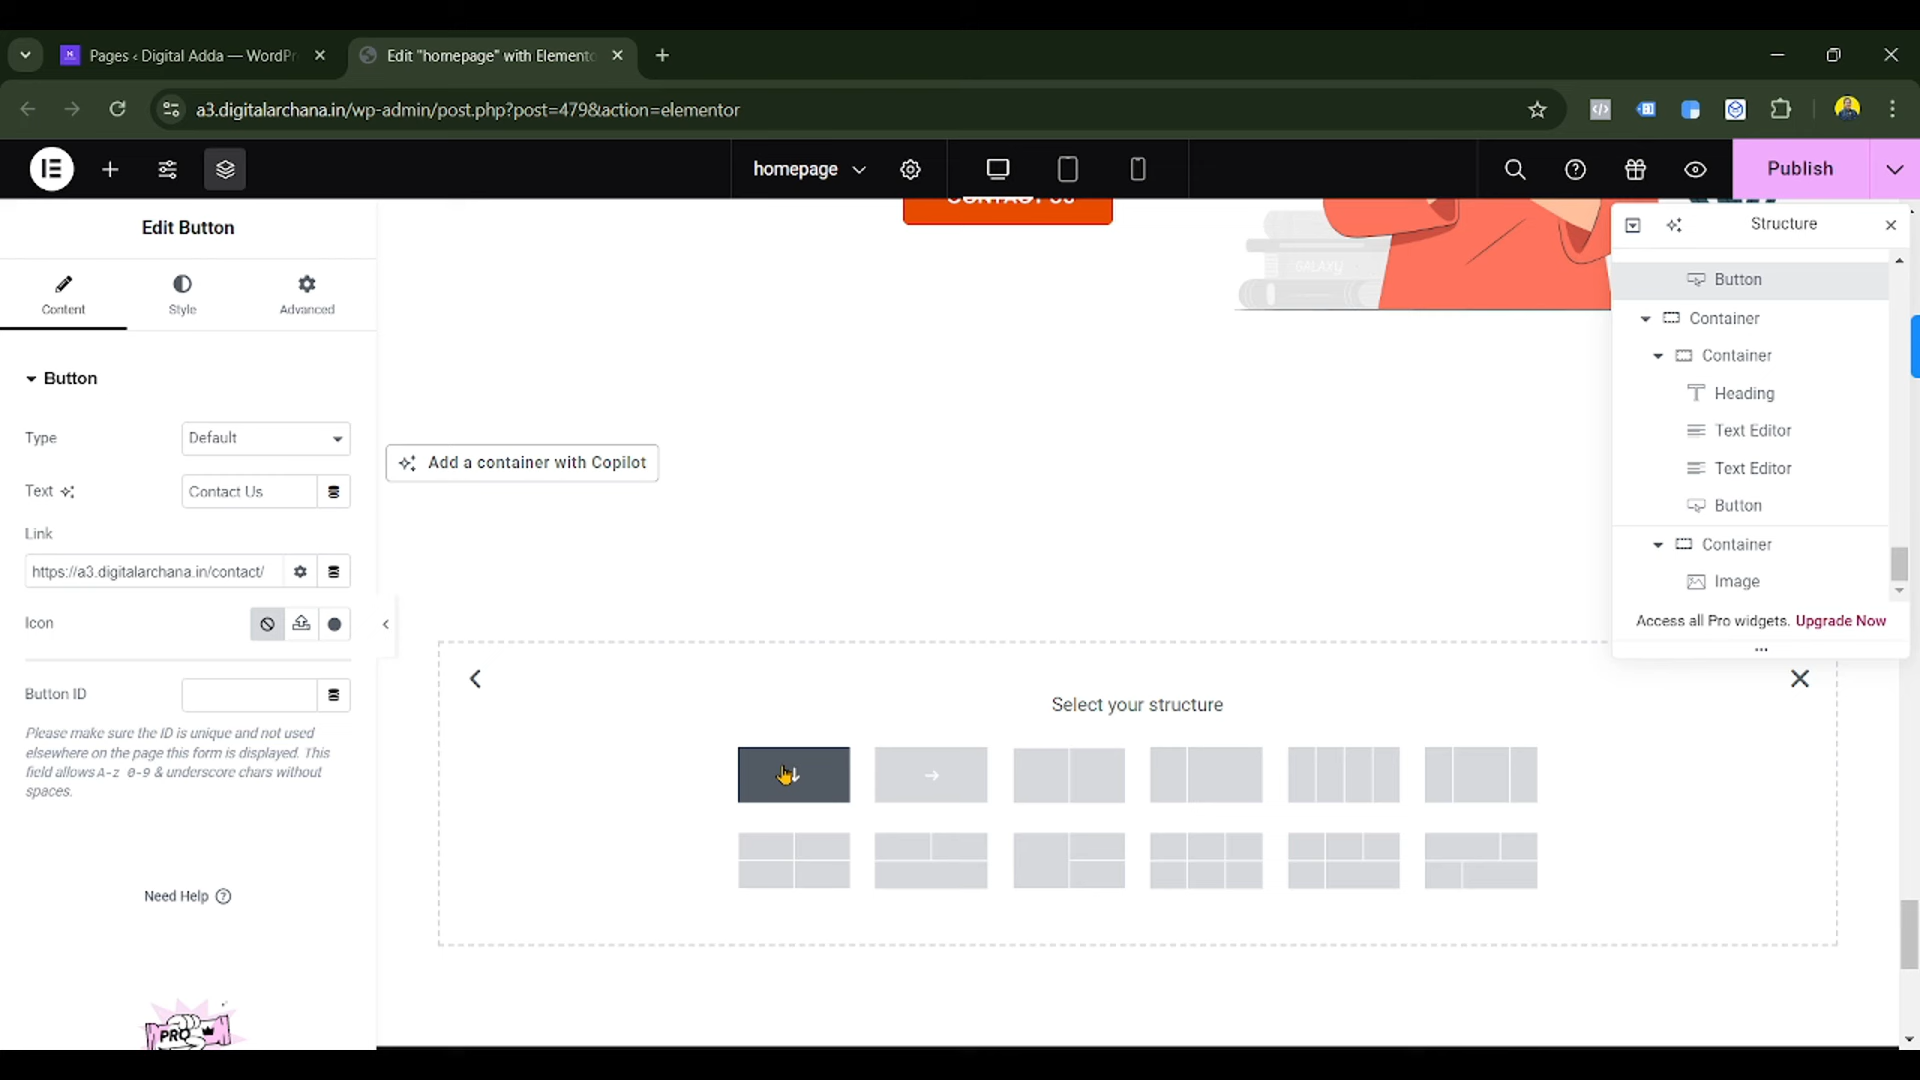 Pages ‹ Digital Adda — WordPr
Edit "homepage" with Elemento
a3.digitalarchana.in/wp-admin/post.php?post=479&action=elementor
homepage
Publish
Edit Button
CONTACT US
Structure
Content
Style
Advanced
GALAXY
Button
Container
Container
Heading
Text Editor
Text Editor
Button
Container
Image
Access all Pro widgets. Upgrade Now
...
Button
Type
Default
Add a container with Copilot
Text
Contact Us
Link
https://a3.digitalarchana.in/contact/
Icon
Button ID
Please make sure the ID is unique and not used
elsewhere on the page this form is displayed. This
field allows A-z 0-9 & underscore chars without
spaces.
Select your structure
Need Help
PRO